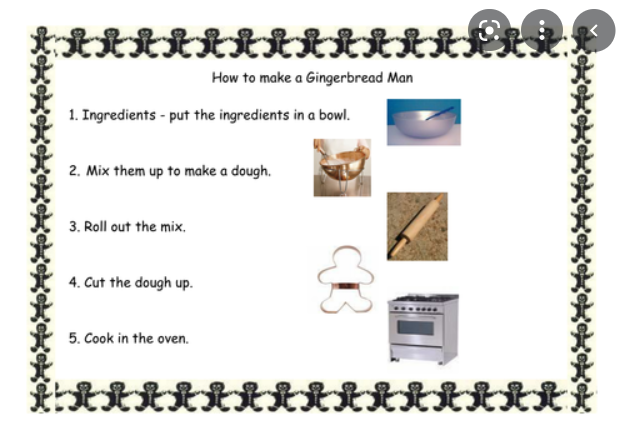 How to make a Gingerbread Man
1. Ingredients - put the ingredients in a bowl.
2. Mix them up to make a dough.
3. Roll out the mix.
4. Cut the dough up.
5. Cook in the oven.